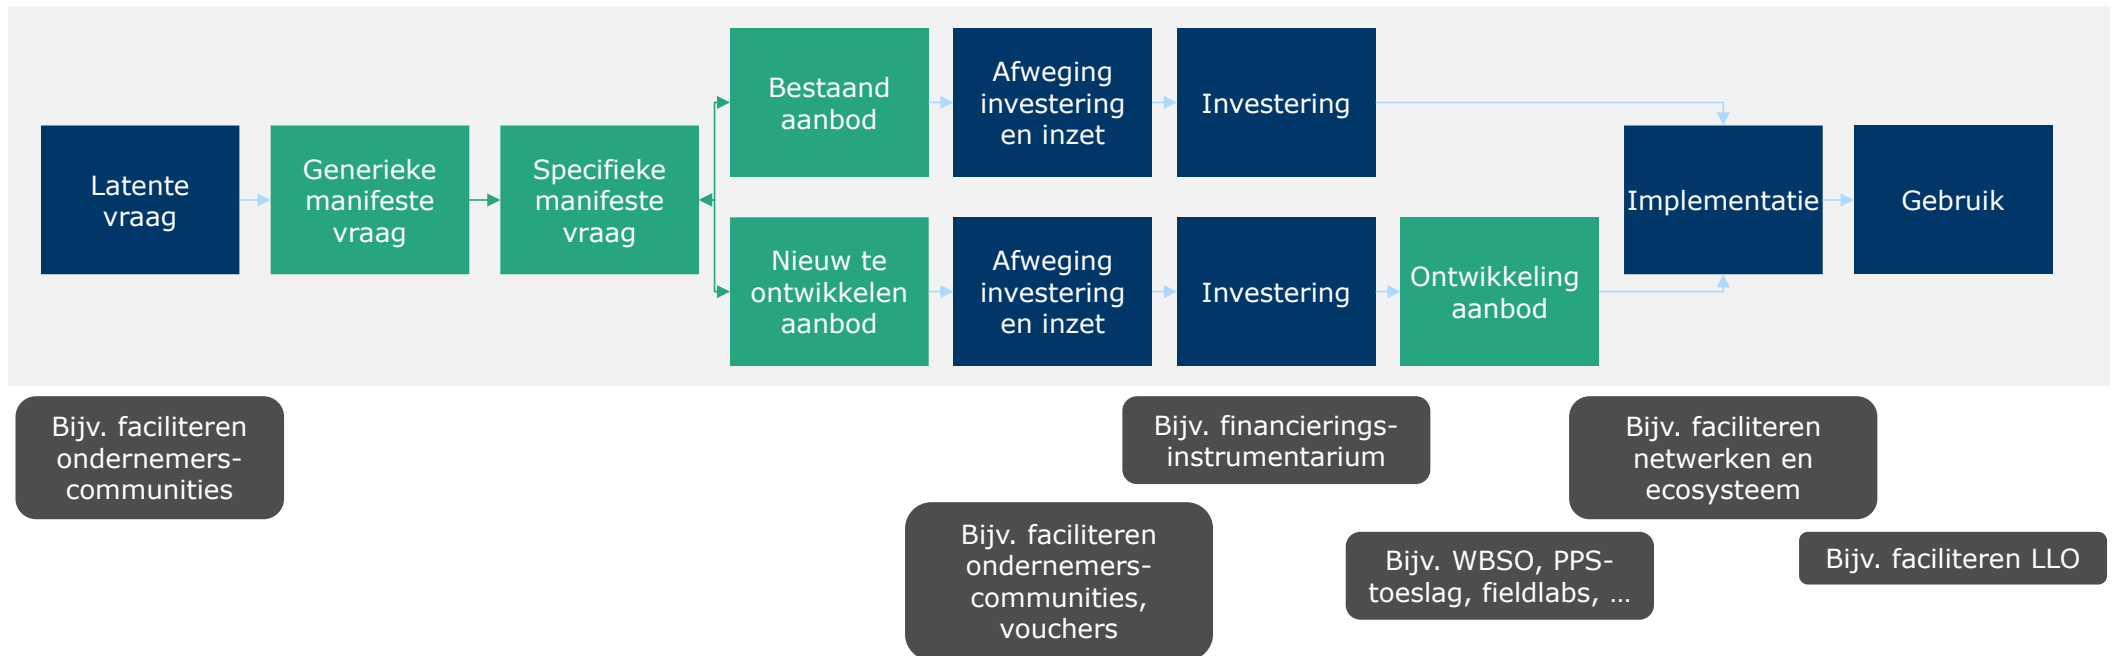 Latente
vraag
Generieke
manifeste
vraag
Specifieke
manifeste
vraag
Bestaand
aanbod
Afweging
investering
en inzet
Investering
Nieuw te
ontwikkelen
aanbod
Afweging
investering
en inzet
Investering
Ontwikkeling
aanbod
Implementatie
Gebruik
Bijv. faciliteren
ondernemers-
communities
Bijv. faciliteren
ondernemers-
communities,
vouchers
Bijv. financierings-
instrumentarium
Bijv. WBSO, PPS-
toeslag, fieldlabs, …
Bijv. faciliteren
netwerken en
ecosysteem
Bijv. faciliteren LLO